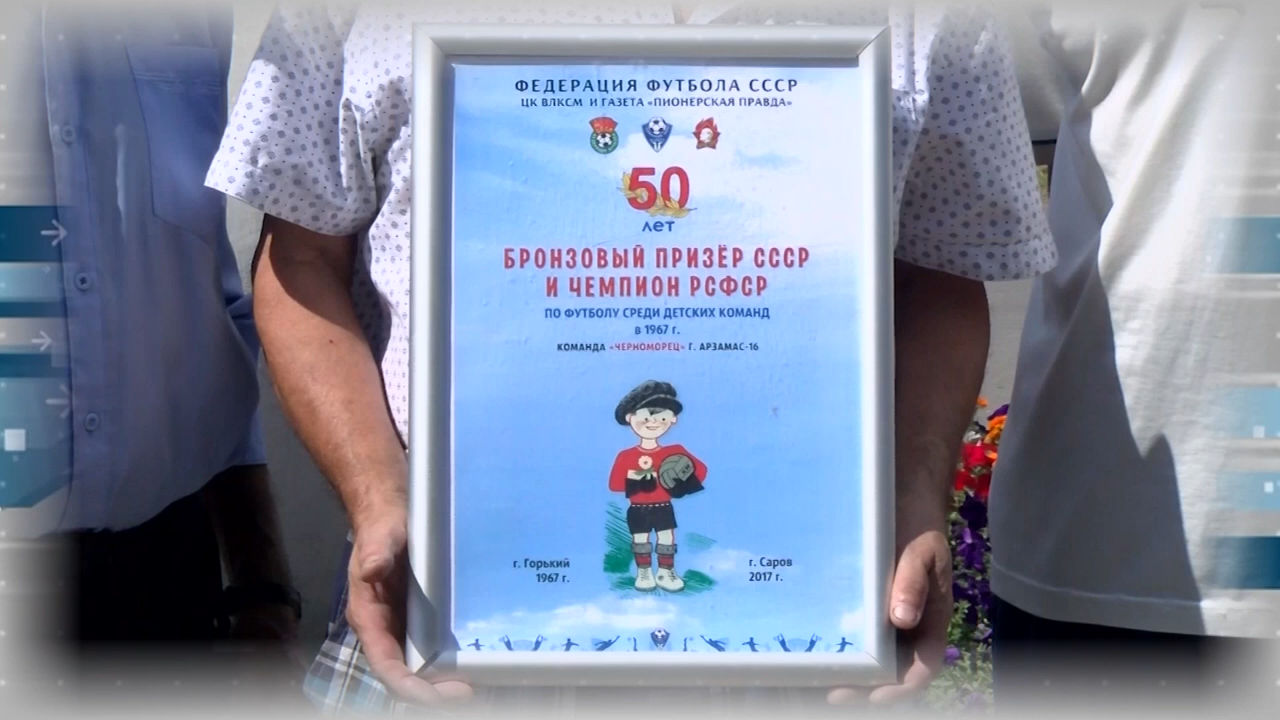 ФЕДЕРАЦИЯ ФУТБОЛА СССР
ЦК ВЛКСМ И ГАЗЕТА «ПИОНЕРСКАЯ ПРАВДА»
50
лет
БРОНЗОВЫЙ ПРИЗЁР СССР
И ЧЕМПИОН РСФСР
ПО ФУТБОЛУ СРЕДИ ДЕТСКИХ КОМАНД
в 1967 г.
КОМАНДА «ЧЕРНОМОРЕЦ» Г. АРЗАМАС-16
г. Горький
1967 г.
г. Саров
2017 г.